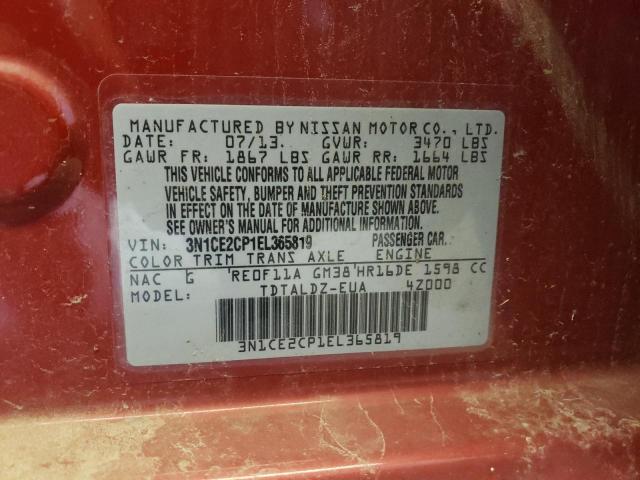 MANUFACTURED BY NISSAN MOTOR CO., LTD.
DATE: 07/13 GVWR: 3470 LBS
GAWR FR: 1867 LBS GAWR RR: 1664 LBS
THIS VEHICLE CONFORMS TO ALL APPLICABLE FEDERAL MOTOR
VEHICLE SAFETY, BUMPER AND THEFT PREVENTION STANDARDS
IN EFFECT ON THE DATE OF MANUFACTURE SHOWN ABOVE.
SEE OWNER'S MANUAL FOR ADDITIONAL INFORMATION.
VIN: 3N1CE2CP1EL365819 PASSENGER CAR
COLOR TRIM TRANS AXLE ENGINE
NAC G RE0F11A GM38 HR16DE 1598 CC
MODEL: TDTALDZ-EUA 4Z000
3N1CE2CP1EL365819